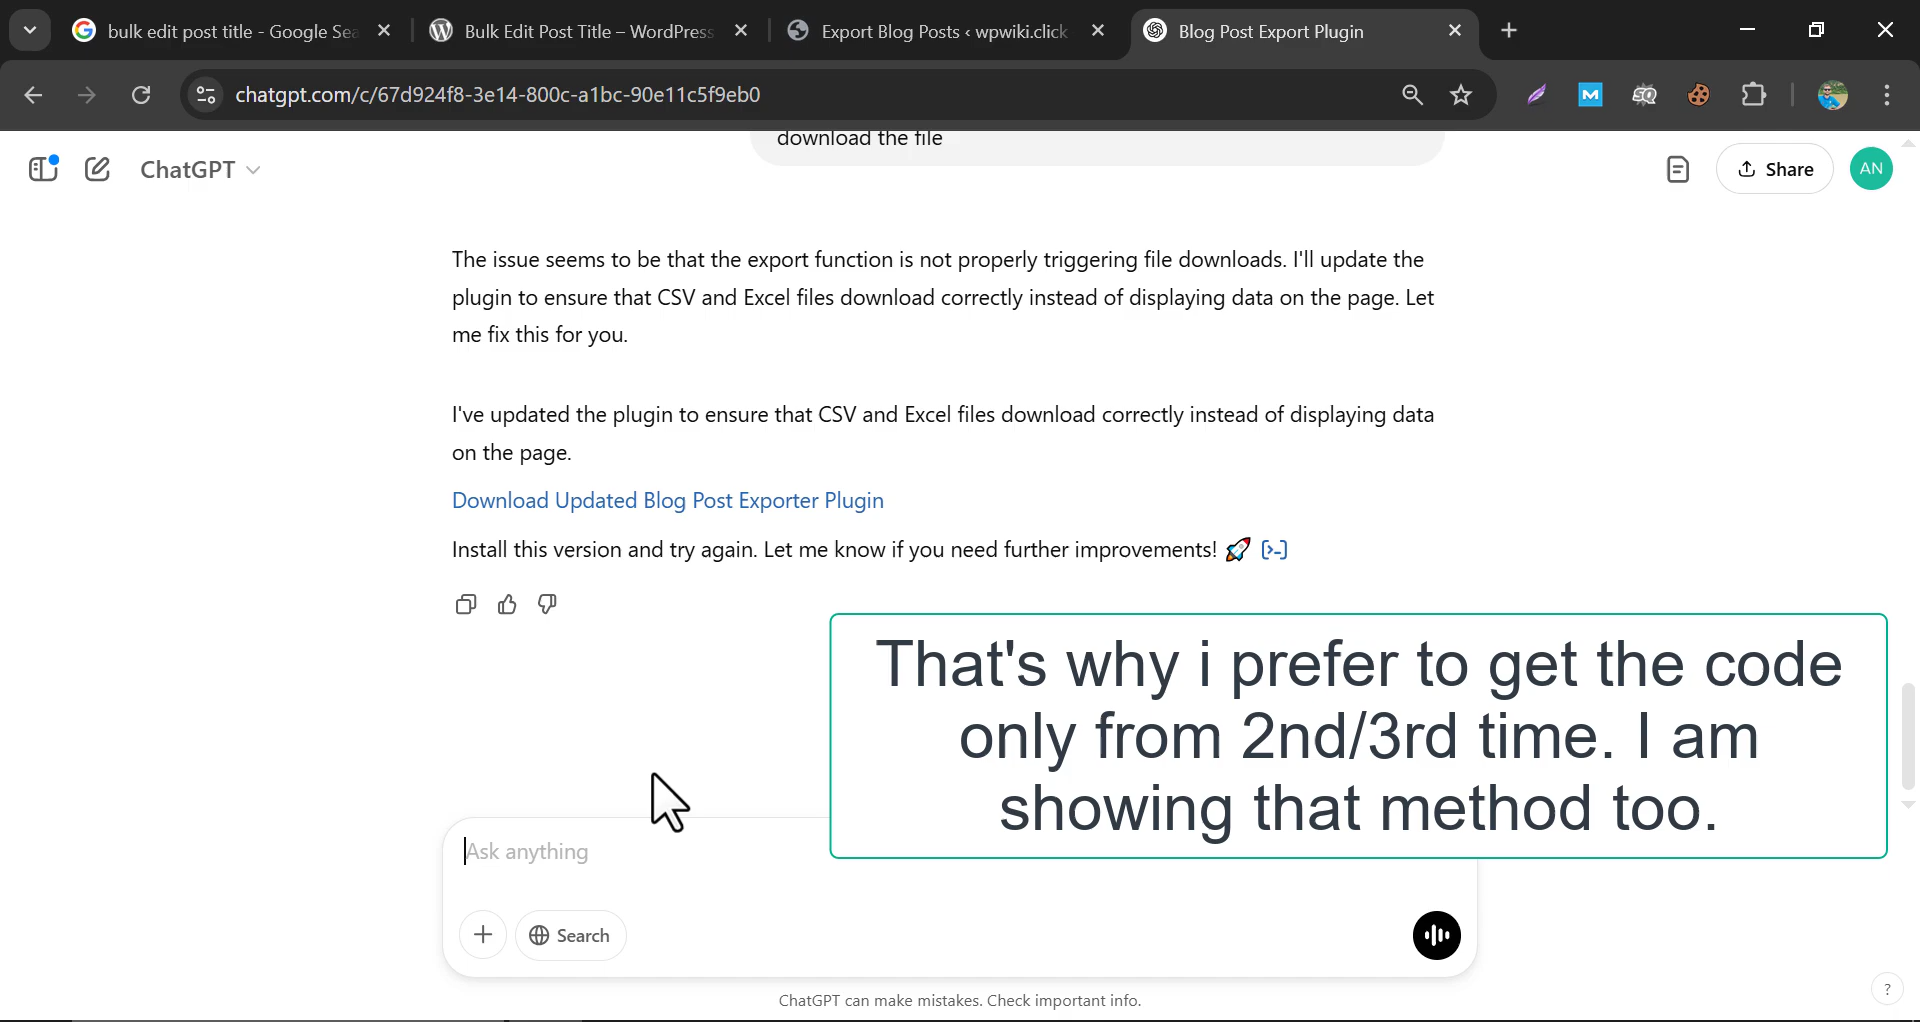 bulk edit post title - Google Sea
Bulk Edit Post Title – WordPress
Export Blog Posts ‹ wpwiki.click
Blog Post Export Plugin
chatgpt.com/c/67d924f8-3e14-800c-a1bc-90e11c5f9eb0
download the file
ChatGPT
Share
AN
The issue seems to be that the export function is not properly triggering file downloads. I'll update the
plugin to ensure that CSV and Excel files download correctly instead of displaying data on the page. Let
me fix this for you.
I've updated the plugin to ensure that CSV and Excel files download correctly instead of displaying data
on the page.
Download Updated Blog Post Exporter Plugin
Install this version and try again. Let me know if you need further improvements! 🚀
That's why i prefer to get the code
only from 2nd/3rd time. I am
showing that method too.
Ask anything
Search
ChatGPT can make mistakes. Check important info.
?